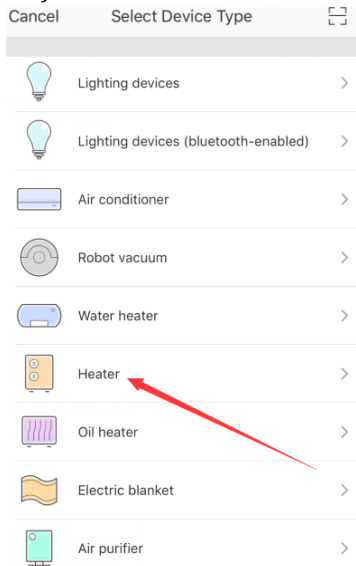 Cancel Select Device Type
Lighting devices
Lighting devices (bluetooth-enabled)
Air conditioner
Robot vacuum
Water heater
Heater
Oil heater
Electric blanket
Air purifier